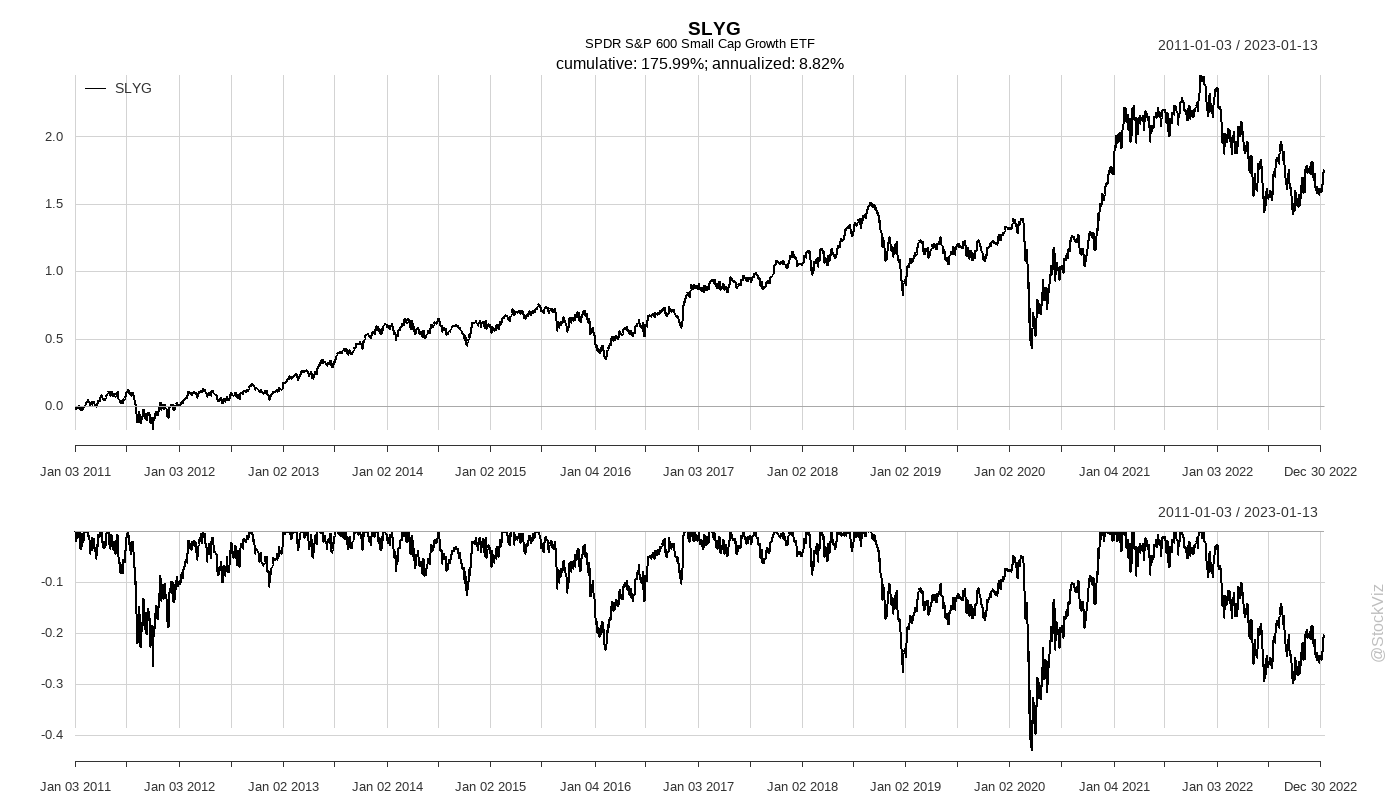 SLYG
SPDR S&P 600 Small Cap Growth ETF
cumulative: 175.99%; annualized: 8.82%
2011-01-03 / 2023-01-13
SLYG
2.0
1.5
1.0
0.5
0.0
Jan 03 2011 Jan 03 2012 Jan 02 2013 Jan 02 2014 Jan 02 2015 Jan 04 2016 Jan 03 2017 Jan 02 2018 Jan 02 2019 Jan 02 2020 Jan 04 2021 Jan 03 2022 Dec 30 2022
2011-01-03 / 2023-01-13
-0.1
-0.2
-0.3
-0.4
Jan 03 2011 Jan 03 2012 Jan 02 2013 Jan 02 2014 Jan 02 2015 Jan 04 2016 Jan 03 2017 Jan 02 2018 Jan 02 2019 Jan 02 2020 Jan 04 2021 Jan 03 2022 Dec 30 2022
@StockViz